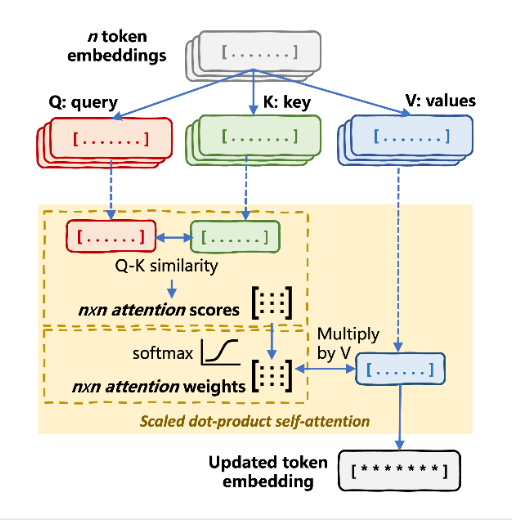 n token
embeddings
[.......]
Q: query
K: key
V: values
[.......]
[.......]
[.......]
[......]
[......]
Q-K similarity
nxn attention scores
softmax
nxn attention weights
Multiply
by V
[......]
Scaled dot-product self-attention
Updated token
embedding
[*******]